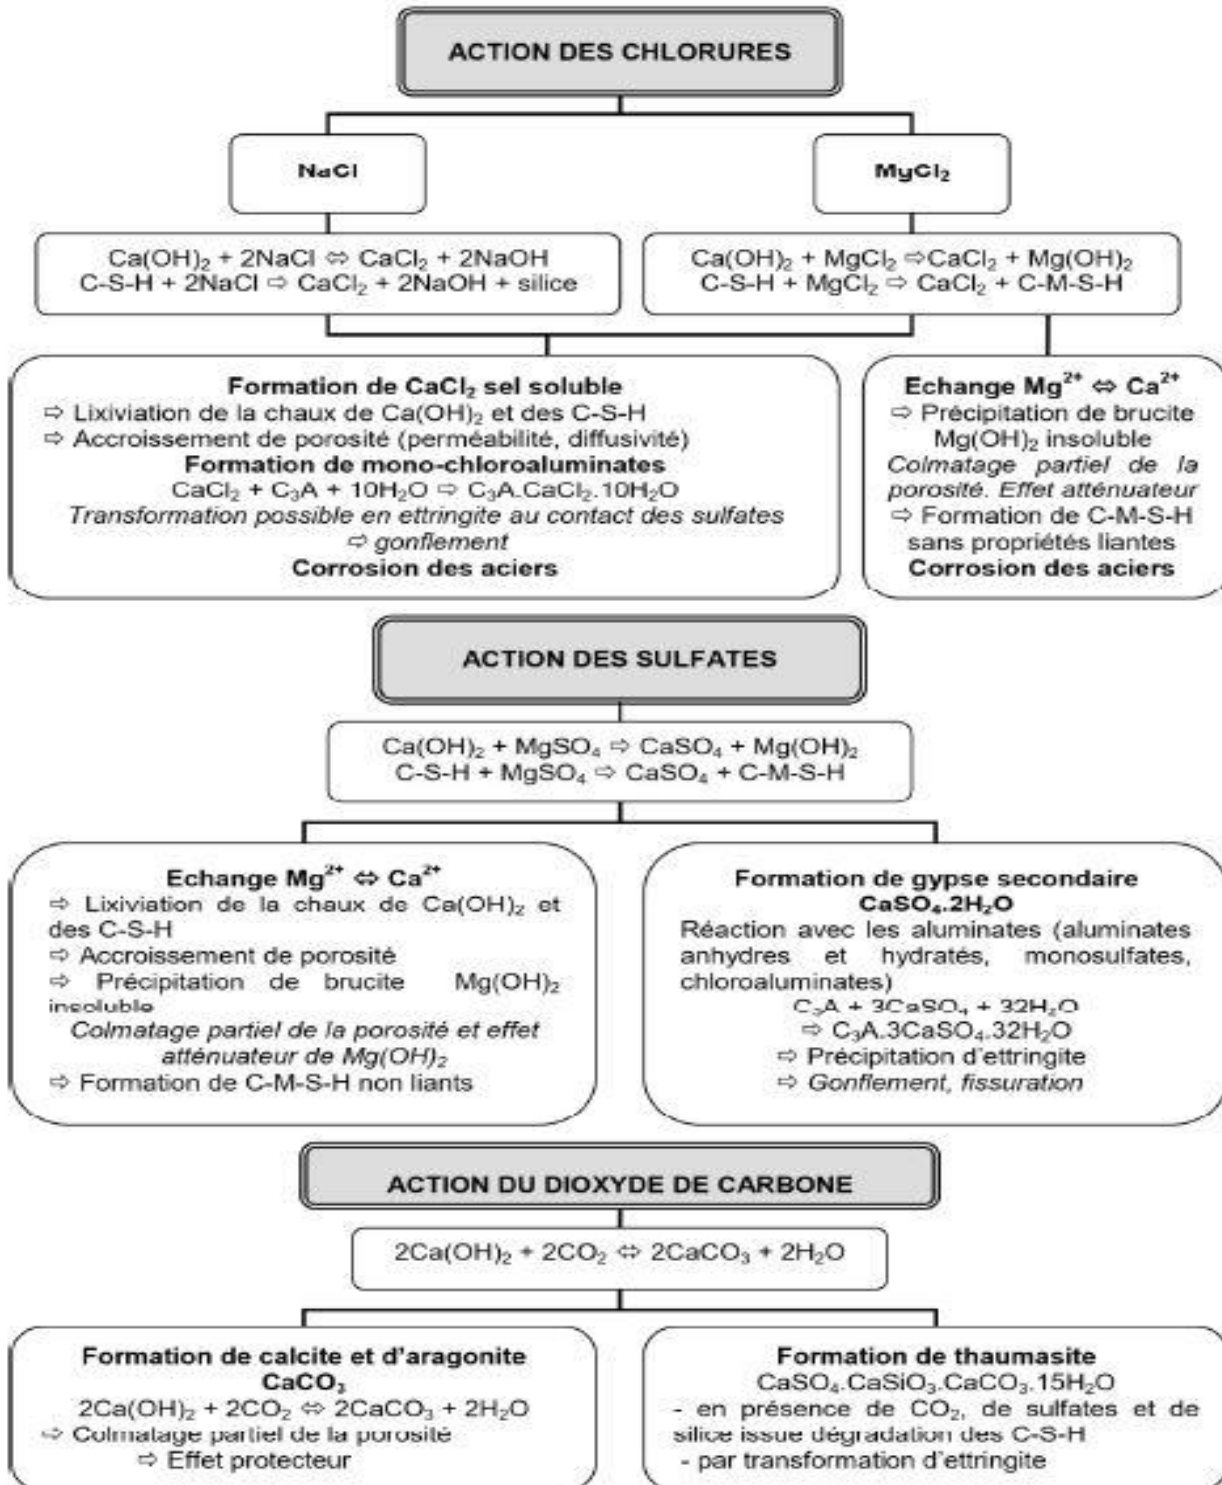 ACTION DES CHLORURES
NaCl
MyCl₂
Ca(OH)₂ + 2NaCl ⇔ CaCl₂ + 2NaOH
C-S-H + 2NaCl ⇨ CaCl₂ + 2NaOH + silice
Ca(OH)₂ + MgCl₂ ⇨CaCl₂ + Mg(OH)₂
C-S-H + MgCl₂ ⇨ CaCl₂ + C-M-S-H
Formation de CaCl₂ sel soluble
⇨ Lixiviation de la chaux de Ca(OH)₂ et des C-S-H
⇨ Accroissement de porosité (perméabilité, diffusivité)
Formation de mono-chloroaluminates
CaCl₂ + C₃A + 10H₂O ⇨ C₃A.CaCl₂.10H₂O
Transformation possible en ettringite au contact des sulfates
⇨ gonflement
Corrosion des aciers
Echange Mg²⁺ ⇔ Ca²⁺
⇨ Précipitation de brucite
Mg(OH)₂ insoluble
Colmatage partiel de la
porosité. Effet atténuateur
⇨ Formation de C-M-S-H
sans propriétés liantes
Corrosion des aciers
ACTION DES SULFATES
Ca(OH)₂ + MgSO₄ ⇨ CaSO₄ + Mg(OH)₂
C-S-H + MgSO₄ ⇨ CaSO₄ + C-M-S-H
Echange Mg²⁺ ⇔ Ca²⁺
⇨ Lixiviation de la chaux de Ca(OH)₂ et
des C-S-H
⇨ Accroissement de porosité
⇨ Précipitation de brucite Mg(OH)₂
insoluble
Colmatage partiel de la porosité et effet
atténuateur de Mg(OH)₂
⇨ Formation de C-M-S-H non liants
Formation de gypse secondaire
CaSO₄.2H₂O
Réaction avec les aluminates (aluminates
anhydres et hydratés, monosulfates,
chloroaluminates)
C₃A + 3CaSO₄ + 32H₂O
⇨ C₃A.3CaSO₄.32H₂O
⇨ Précipitation d'ettringite
⇨ Gonflement, fissuration
ACTION DU DIOXYDE DE CARBONE
2Ca(OH)₂ + 2CO₂ ⇔ 2CaCO₃ + 2H₂O
Formation de calcite et d'aragonite
CaCO₃
2Ca(OH)₂ + 2CO₂ ⇔ 2CaCO₃ + 2H₂O
⇨ Colmatage partiel de la porosité
⇨ Effet protecteur
Formation de thaumasite
CaSO₄.CaSiO₃.CaCO₃.15H₂O
- en présence de CO₂, de sulfates et de
silice issue dégradation des C-S-H
- par transformation d'ettringite